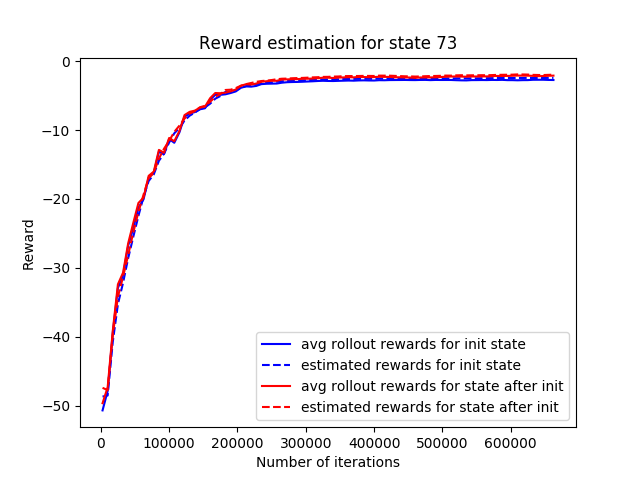 Reward estimation for state 73
0
−10
−20
−30
−40
−50
Reward
avg rollout rewards for init state
estimated rewards for init state
avg rollout rewards for state after init
estimated rewards for state after init
0 100000 200000 300000 400000 500000 600000
Number of iterations